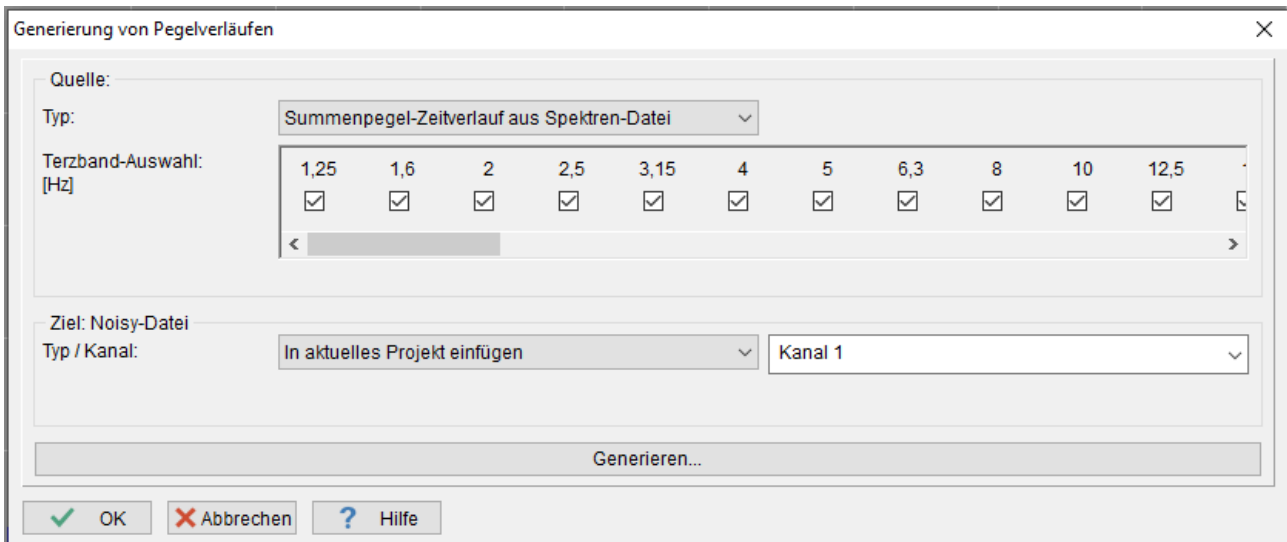 Generierung von Pegelverläufen
Quelle:
Typ: Summenpegel-Zeitverlauf aus Spektren-Datei
Terzband-Auswahl:
[Hz]
1,25 1,6 2 2,5 3,15 4 5 6,3 8 10 12,5
Ziel: Noisy-Datei
Typ / Kanal: In aktuelles Projekt einfügen Kanal 1
Generieren...
OK Abbrechen ? Hilfe